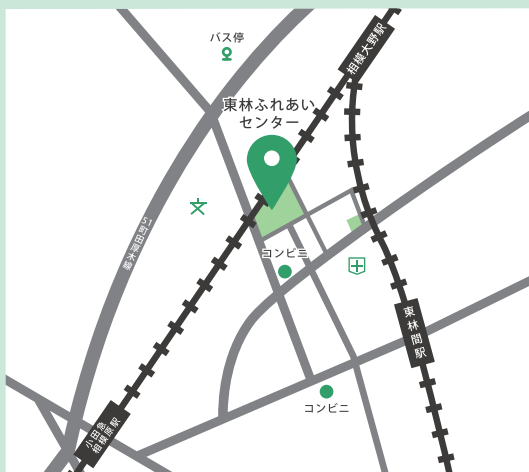 バス停
相模大野駅
東林ふれあい
センター
51町田厚木線
コンビニ
東林間駅
コンビニ
小田急
相模原駅